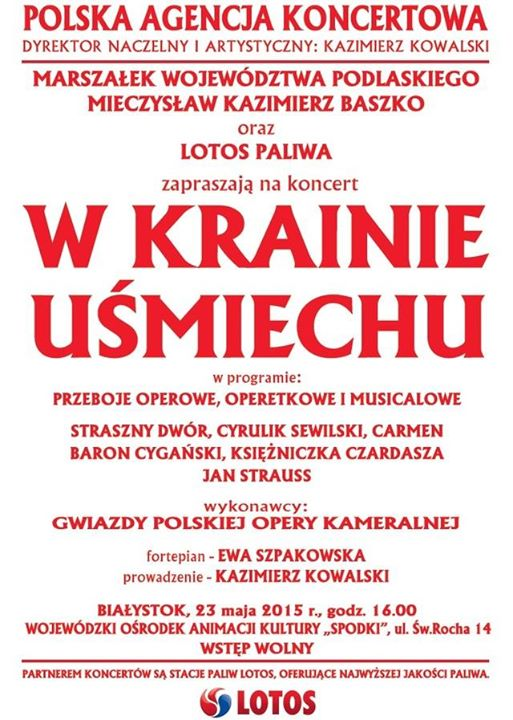 POLSKA AGENCJA KONCERTOWA
DYREKTOR NACZELNY I ARTYSTYCZNY: KAZIMIERZ KOWALSKI
MARSZAŁEK WOJEWÓDZTWA PODLASKIEGO
MIECZYSŁAW KAZIMIERZ BASZKO
oraz
LOTOS PALIWA
zapraszają na koncert
W KRAINIE
UŚMIECHU
w programie:
PRZEBOJE OPEROWE, OPERETKOWE I MUSICALOWE
STRASZNY DWÓR, CYRULIK SEWILSKI, CARMEN
BARON CYGAŃSKI, KSIĘŻNICZKA CZARDASZA
JAN STRAUSS
wykonawcy:
GWIAZDY POLSKIEJ OPERY KAMERALNEJ
fortepian - EWA SZPAKOWSKA
prowadzenie - KAZIMIERZ KOWALSKI
BIAŁYSTOK, 23 maja 2015 r., godz. 16.00
WOJEWÓDZKI OŚRODEK ANIMACJI KULTURY „SPODKI”, ul. Św.Rocha 14
WSTĘP WOLNY
PARTNEREM KONCERTÓW SĄ STACJE PALIW LOTOS, OFERUJĄCE NAJWYŻSZEJ JAKOŚCI PALIWA.
LOTOS